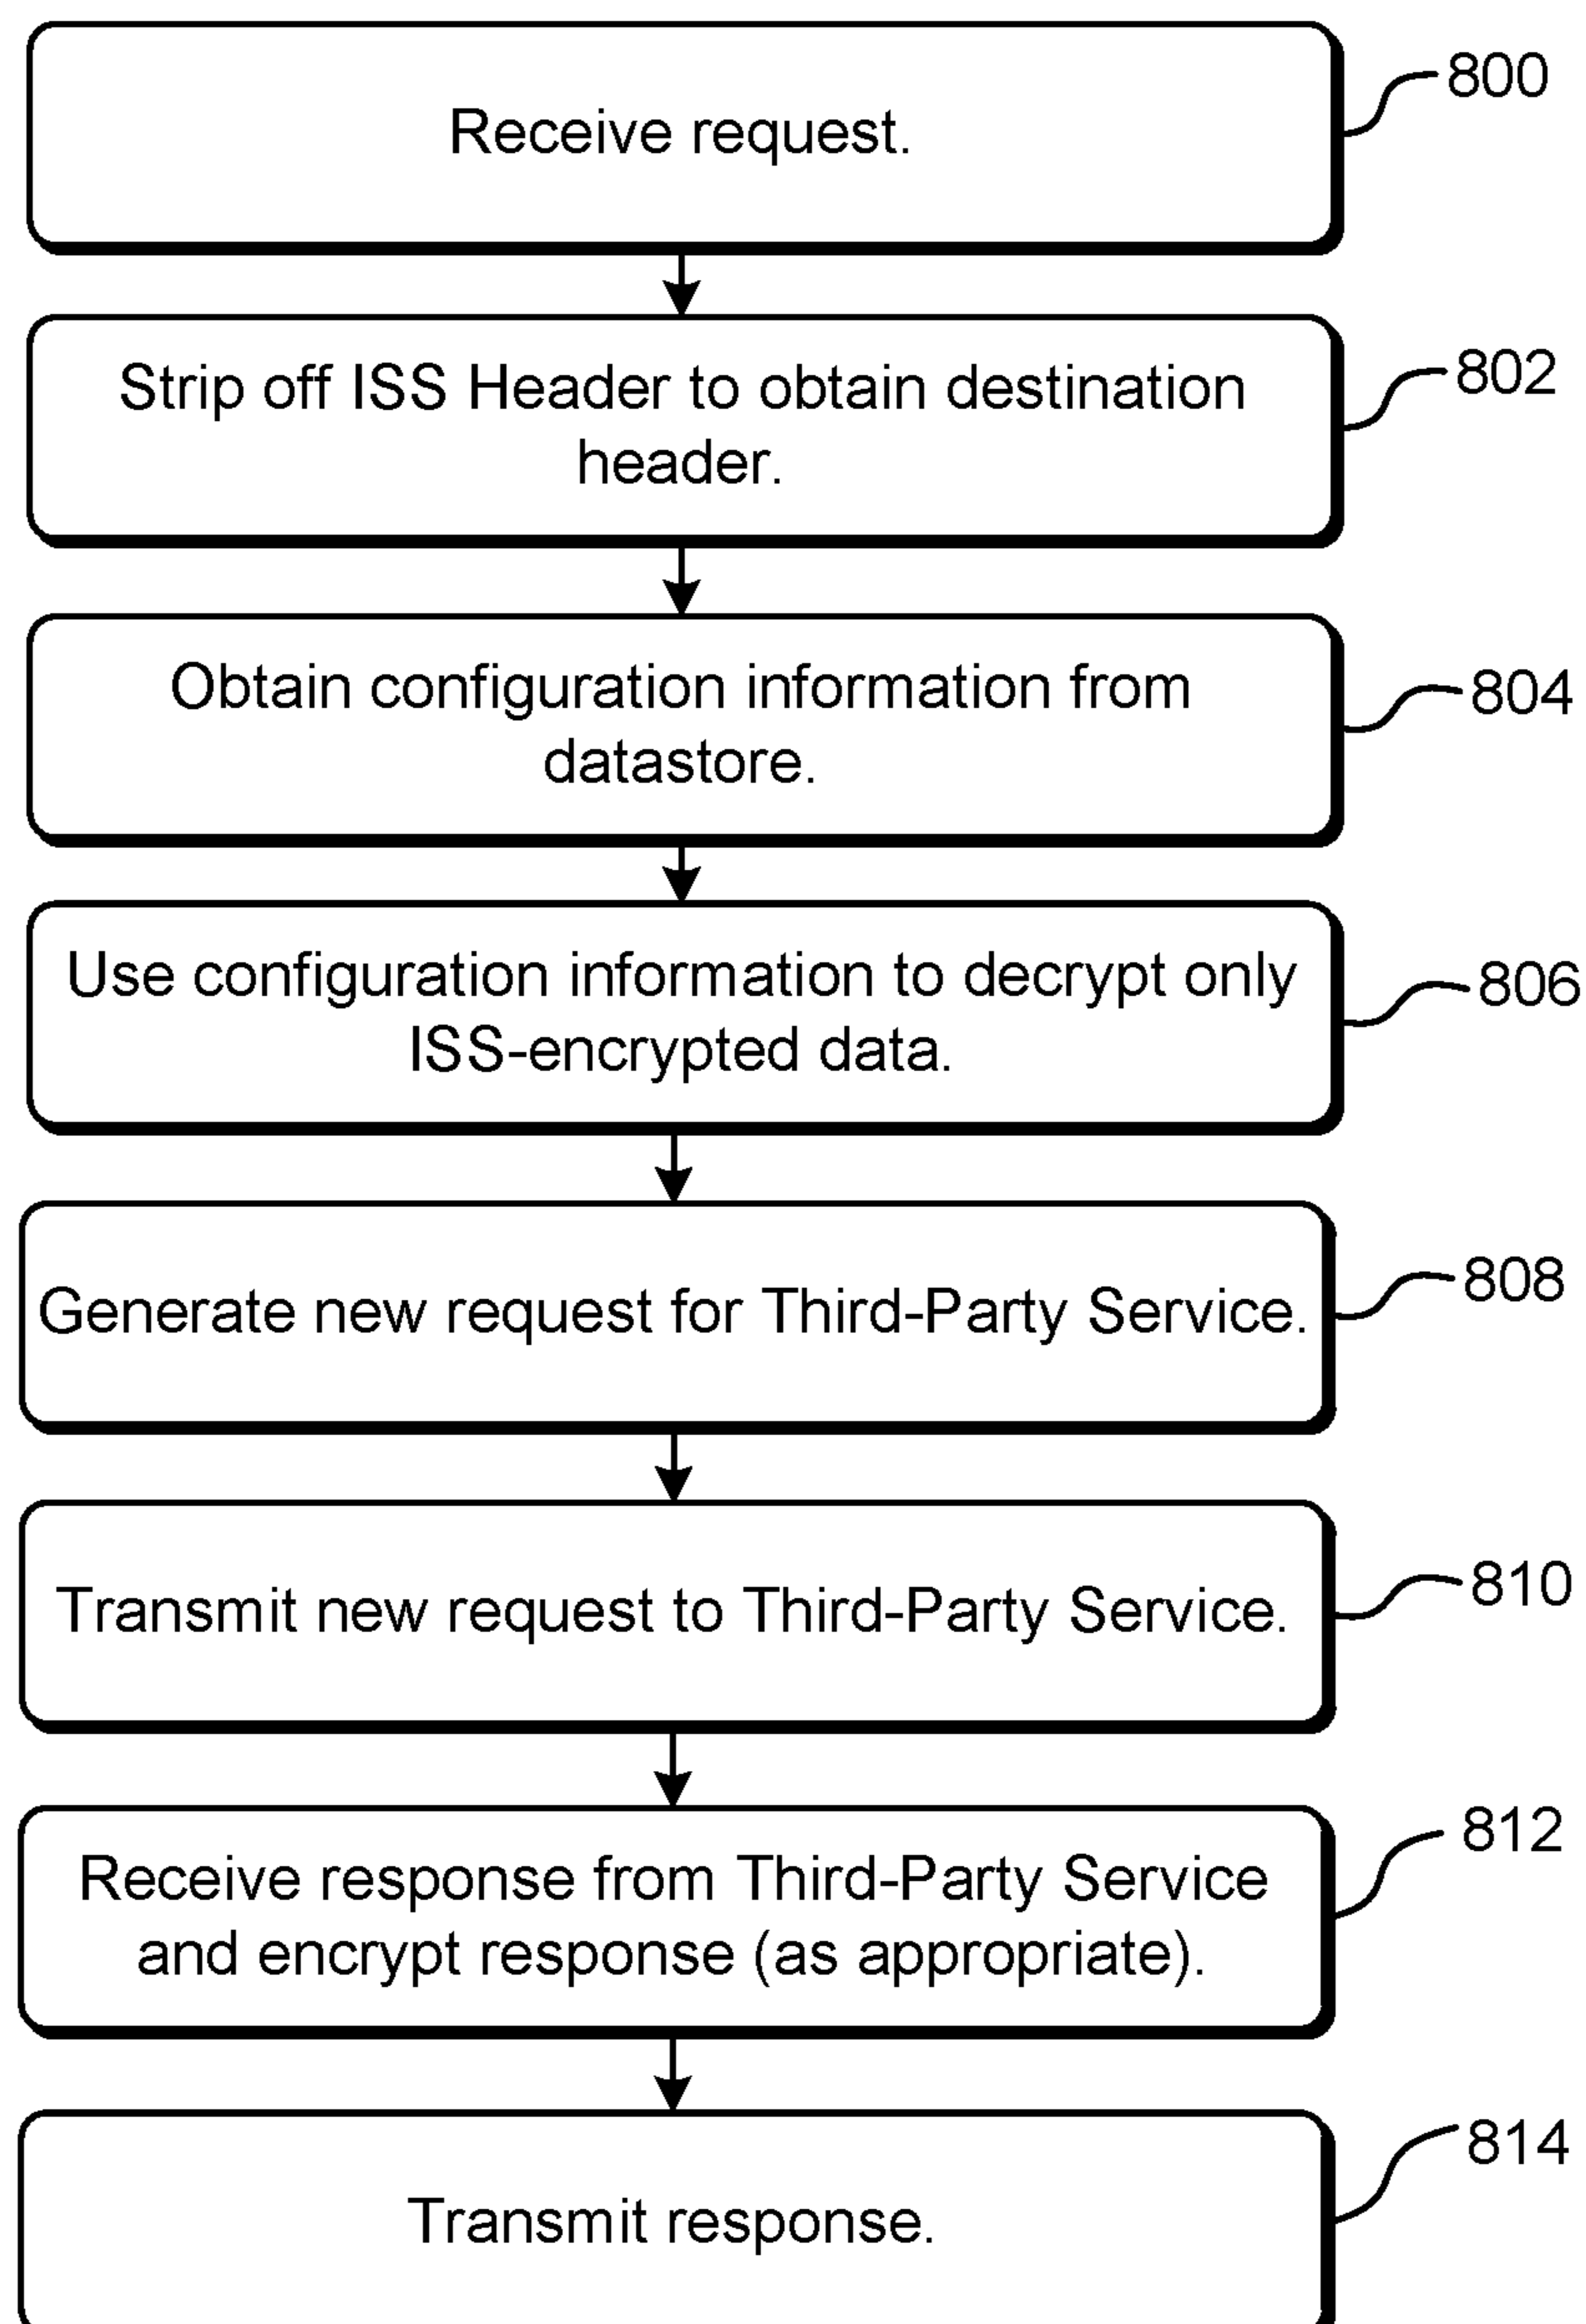 Receive request.
800
Strip off ISS Header to obtain destination
header.
802
Obtain configuration information from
datastore.
804
Use configuration information to decrypt only
ISS-encrypted data.
806
Generate new request for Third-Party Service.
808
Transmit new request to Third-Party Service.
810
Receive response from Third-Party Service
and encrypt response (as appropriate).
812
Transmit response.
814